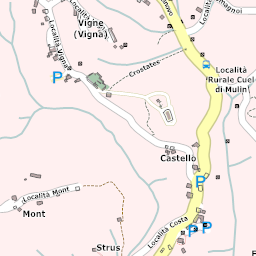 Vigne
(Vigna)
Località Vigna
Crostates
Località
Rurale Cuel
di Mulin
P
Castello
P
Località Mont
Mont
Località Costa
P
P
Strus